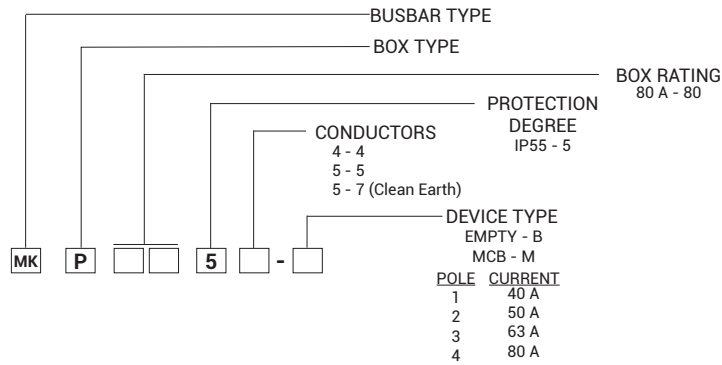 BUSBAR TYPE
BOX TYPE
BOX RATING
80 A - 80
PROTECTION
DEGREE
IP55 - 5
CONDUCTORS
4 - 4
5 - 5
5 - 7 (Clean Earth)
DEVICE TYPE
EMPTY - B
MCB - M
MK P 5 -
POLE CURRENT
1 40 A
2 50 A
3 63 A
4 80 A